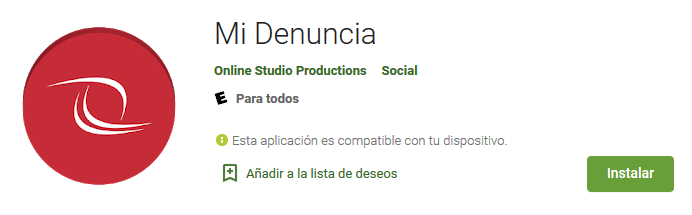 Mi Denuncia
Online Studio Productions Social
E Para todos
Esta aplicación es compatible con tu dispositivo.
Añadir a la lista de deseos
Instalar